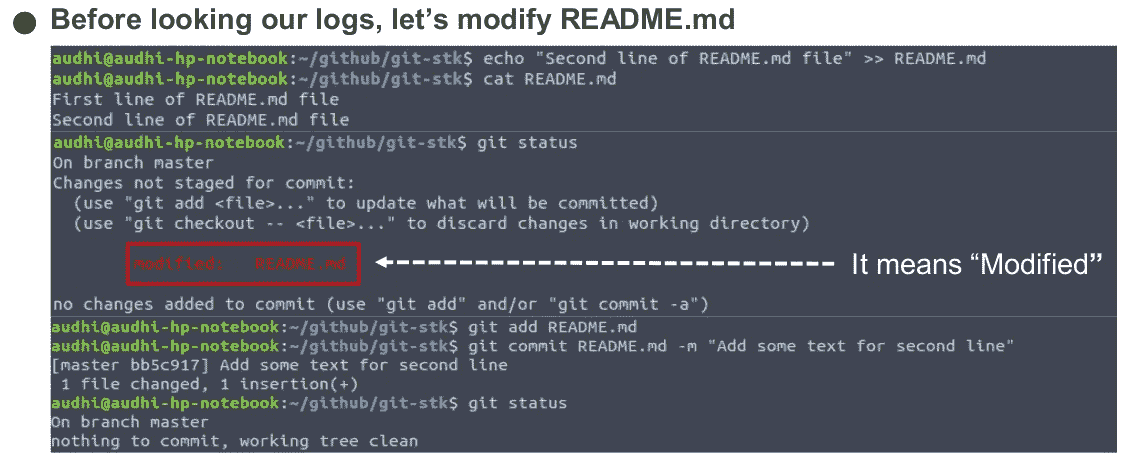 Before looking our logs, let's modify README.md
audhi@audhi-hp-notebook:~/github/git-stk$ echo "Second line of README.md file" >> README.md
audhi@audhi-hp-notebook:~/github/git-stk$ cat README.md
First line of README.md file
Second line of README.md file
audhi@audhi-hp-notebook:~/github/git-stk$ git status
On branch master
Changes not staged for commit:
  (use "git add <file>..." to update what will be committed)
  (use "git checkout -- <file>..." to discard changes in working directory)
modified:   README.md
It means “Modified”
no changes added to commit (use "git add" and/or "git commit -a")
audhi@audhi-hp-notebook:~/github/git-stk$ git add README.md
audhi@audhi-hp-notebook:~/github/git-stk$ git commit README.md -m "Add some text for second line"
[master bb5c917] Add some text for second line
 1 file changed, 1 insertion(+)
audhi@audhi-hp-notebook:~/github/git-stk$ git status
On branch master
nothing to commit, working tree clean